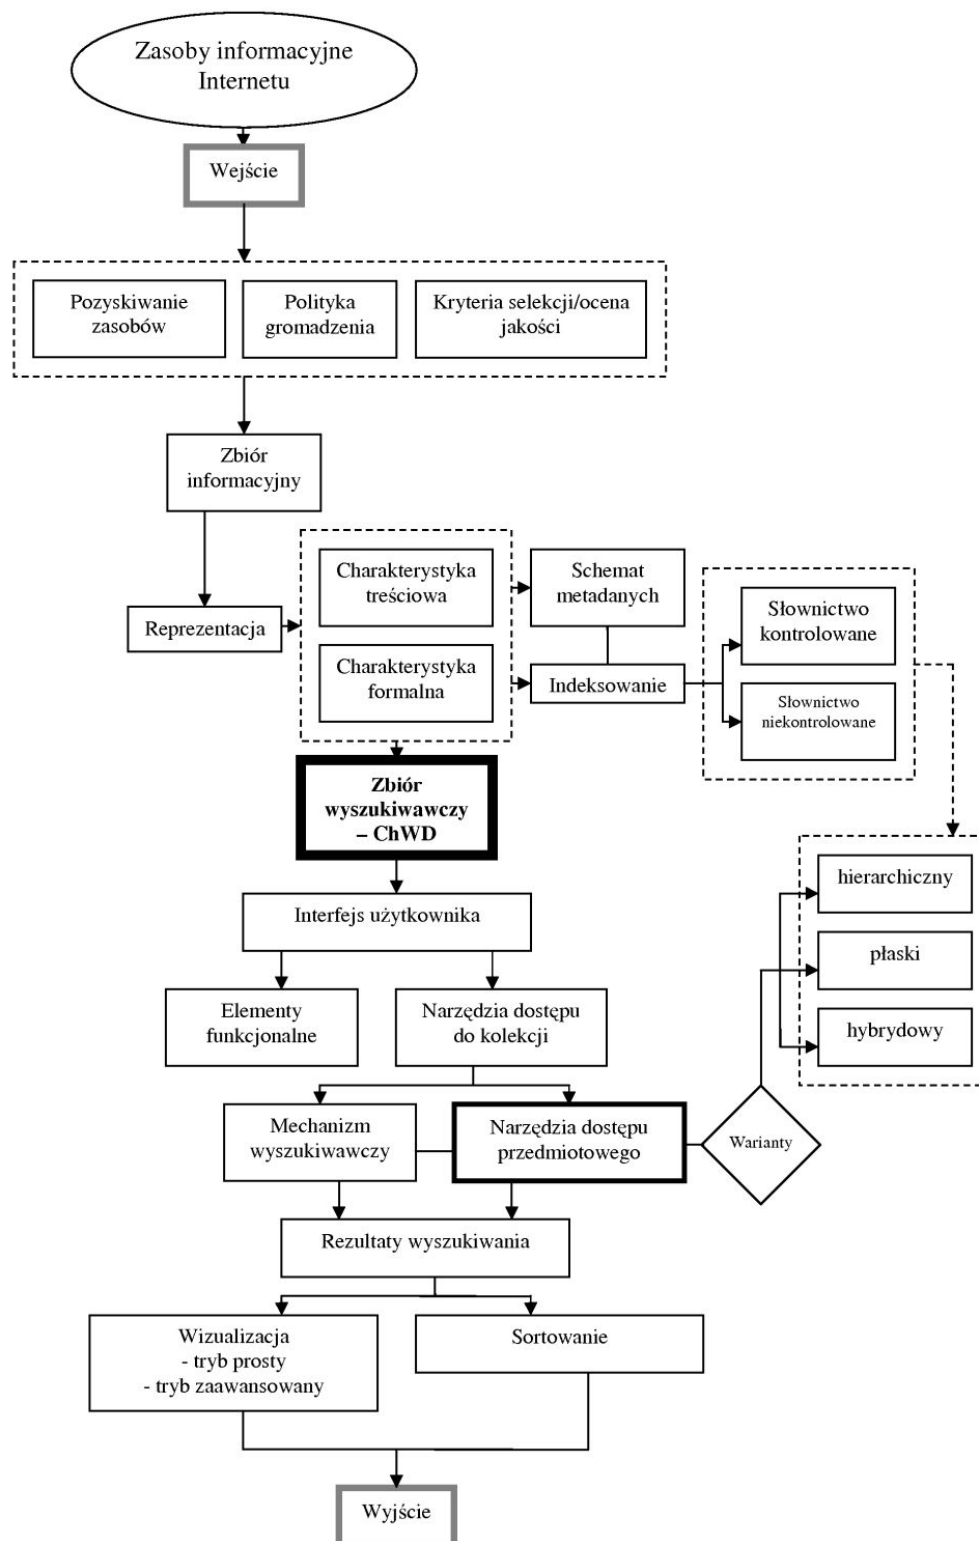 Zasoby informacyjne
Internetu
Wejście
Pozyskiwanie
zasobów
Polityka
gromadzenia
Kryteria selekcji/ocena
jakości
Zbiór
informacyjny
Reprezentacja
Charakterystyka
treściowa
Charakterystyka
formalna
Schemat
metadanych
Indeksowanie
Słownictwo
kontrolowane
Słownictwo
niekontrolowane
Zbiór
wyszukiwawczy
– ChWD
hierarchiczny
płaski
hybrydowy
Interfejs użytkownika
Elementy
funkcjonalne
Narzędzia dostępu
do kolekcji
Mechanizm
wyszukiwawczy
Narzędzia dostępu
przedmiotowego
Warianty
Rezultaty wyszukiwania
Wizualizacja
- tryb prosty
- tryb zaawansowany
Sortowanie
Wyjście